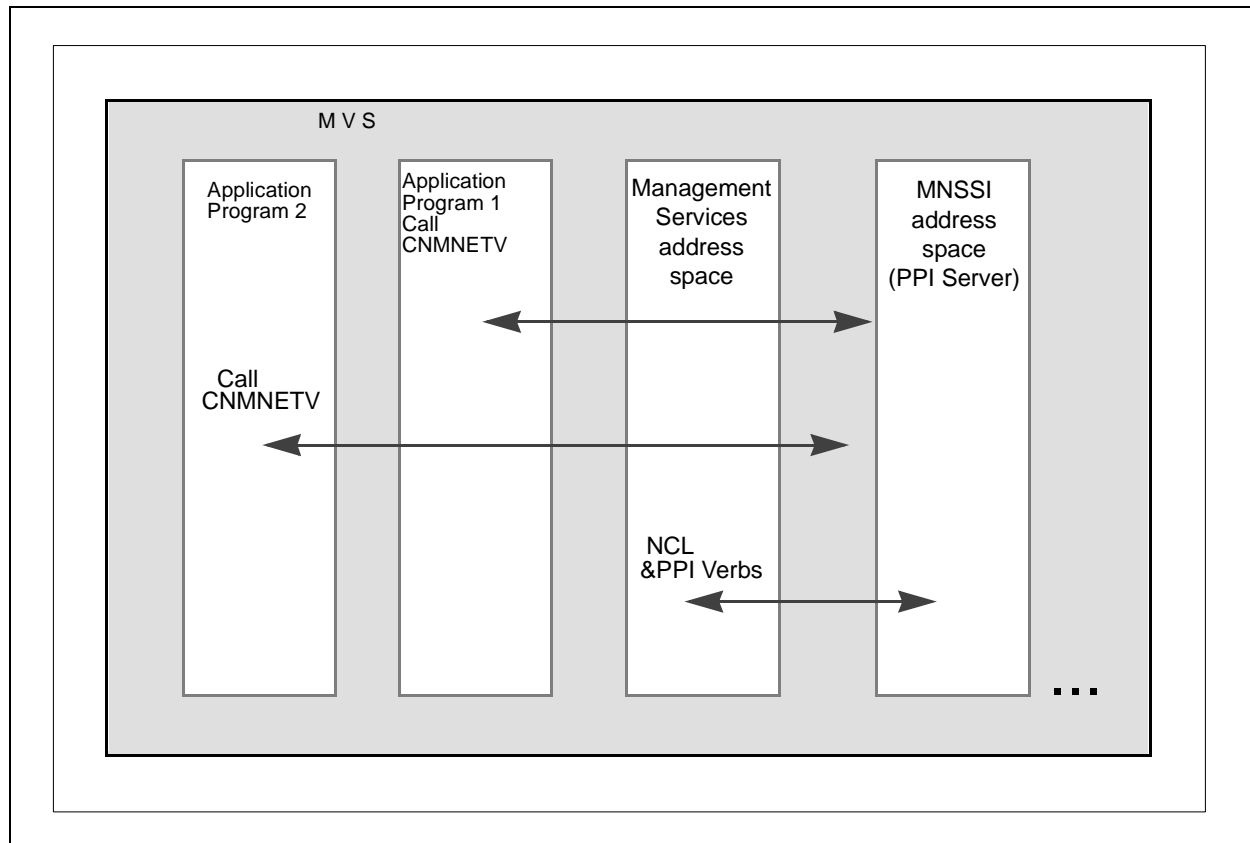 M V S
Application
Program 2
Call
CNMNETV
Application
Program 1
Call
CNMNETV
Management
Services
address
space
NCL
&PPI Verbs
MNSSI
address
space
(PPI Server)
...